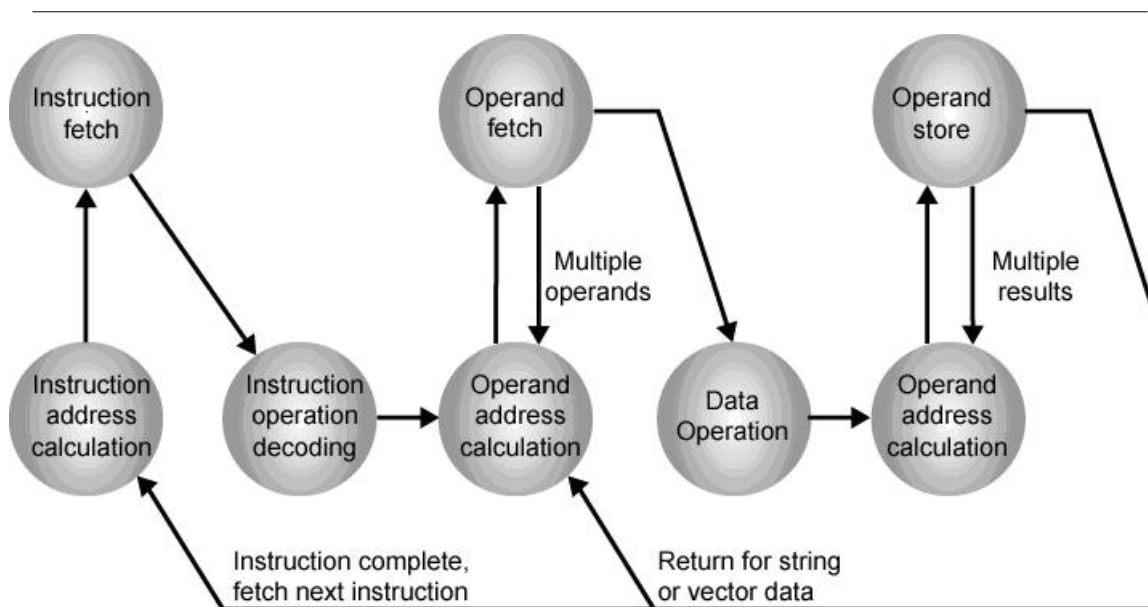 Instruction
fetch
Operand
fetch
Operand
store
Multiple
operands
Multiple
results
Instruction
address
calculation
Instruction
operation
decoding
Operand
address
calculation
Data
Operation
Operand
address
calculation
Instruction complete,
fetch next instruction
Return for string
or vector data